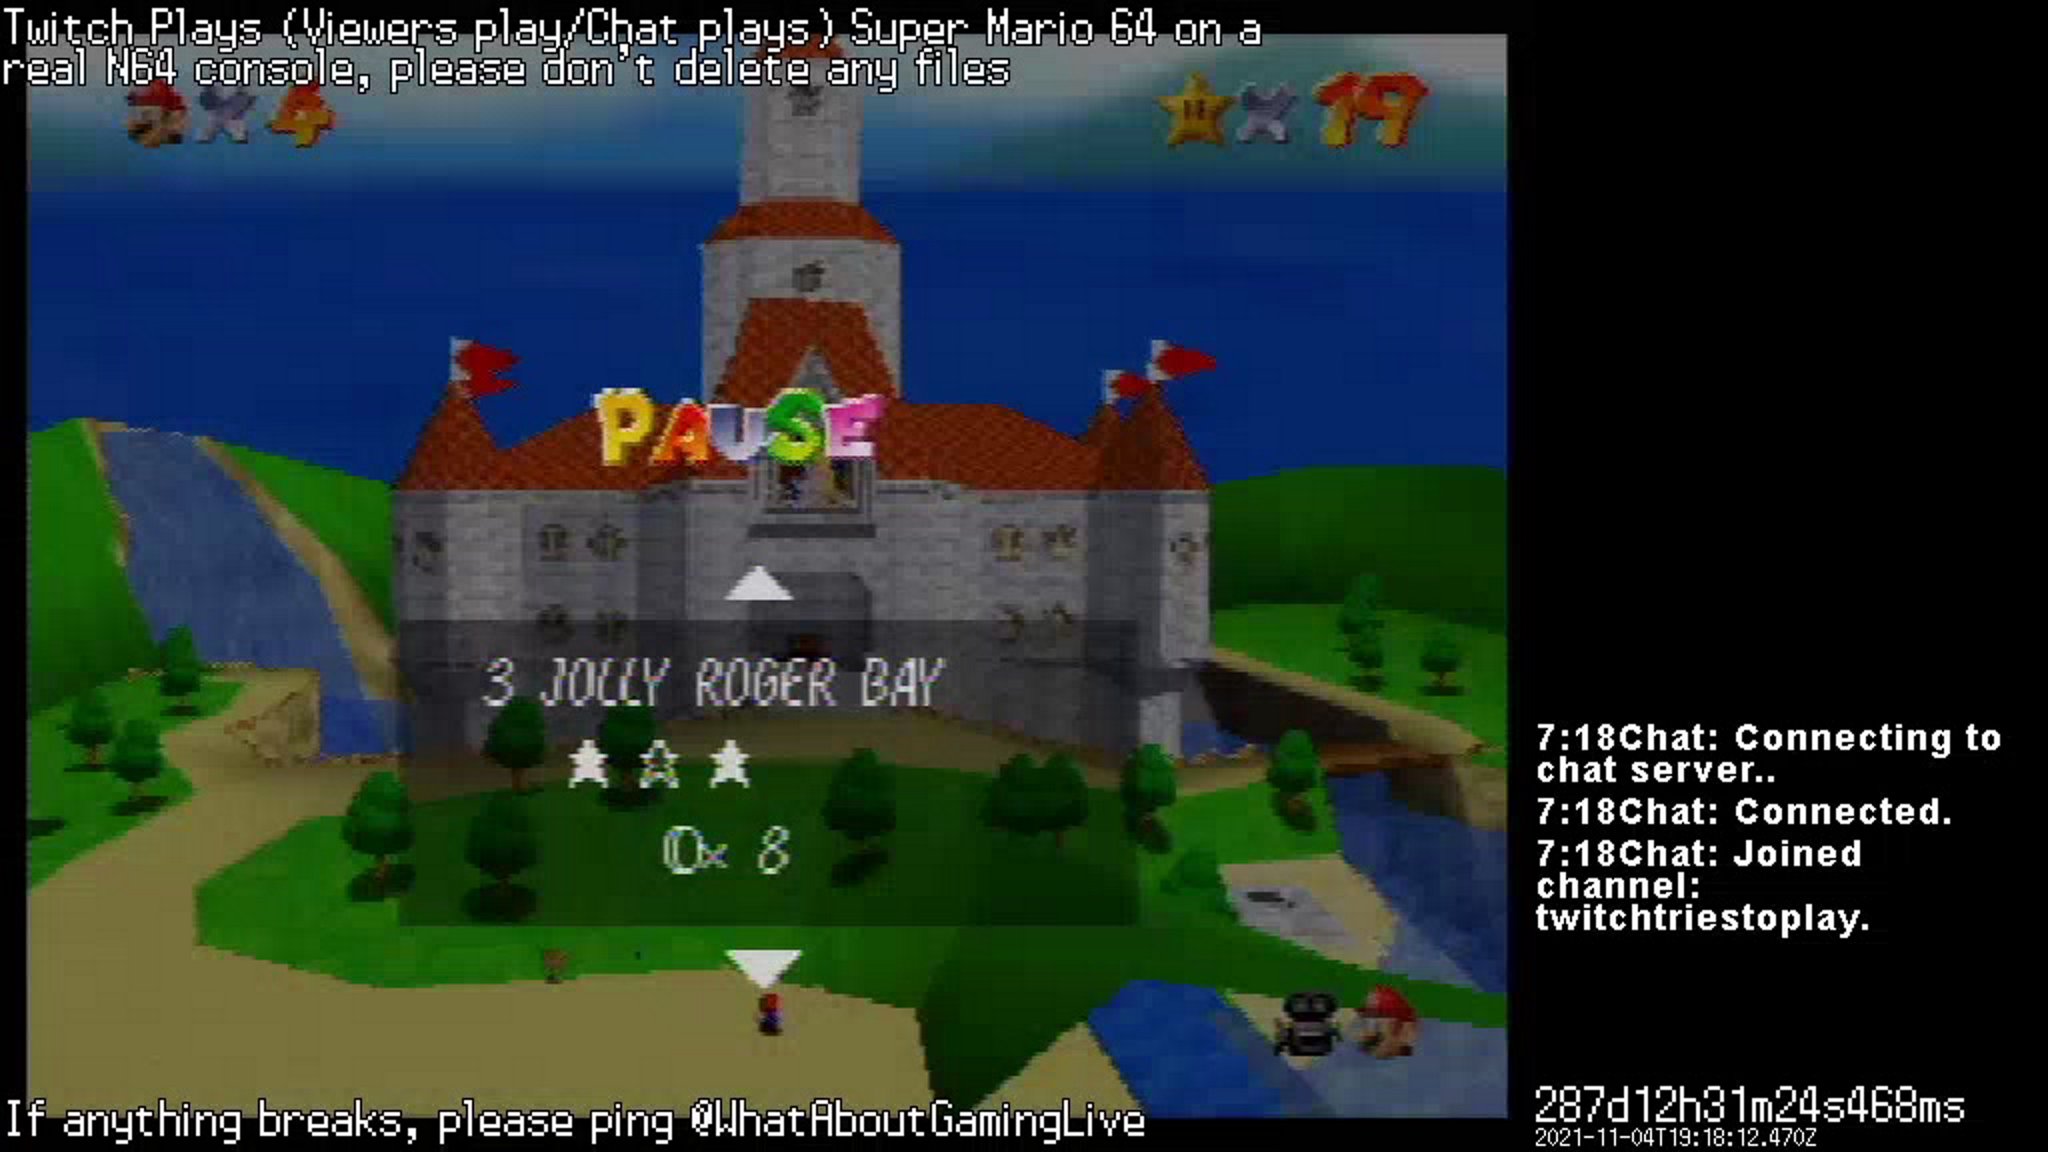 Twitch Plays (Viewers play/Chat plays) Super Mario 64 on a
real N64 console, please don't delete any files
4
19
PAUSE
3 JOLLY ROGER BAY
x 8
7:18Chat: Connecting to
chat server..
7:18Chat: Connected.
7:18Chat: Joined
channel:
twitchtriestoplay.
If anything breaks, please ping @WhatAboutGamingLive
287d12h31m24s468ms
2021-11-04T19:18:12.470Z